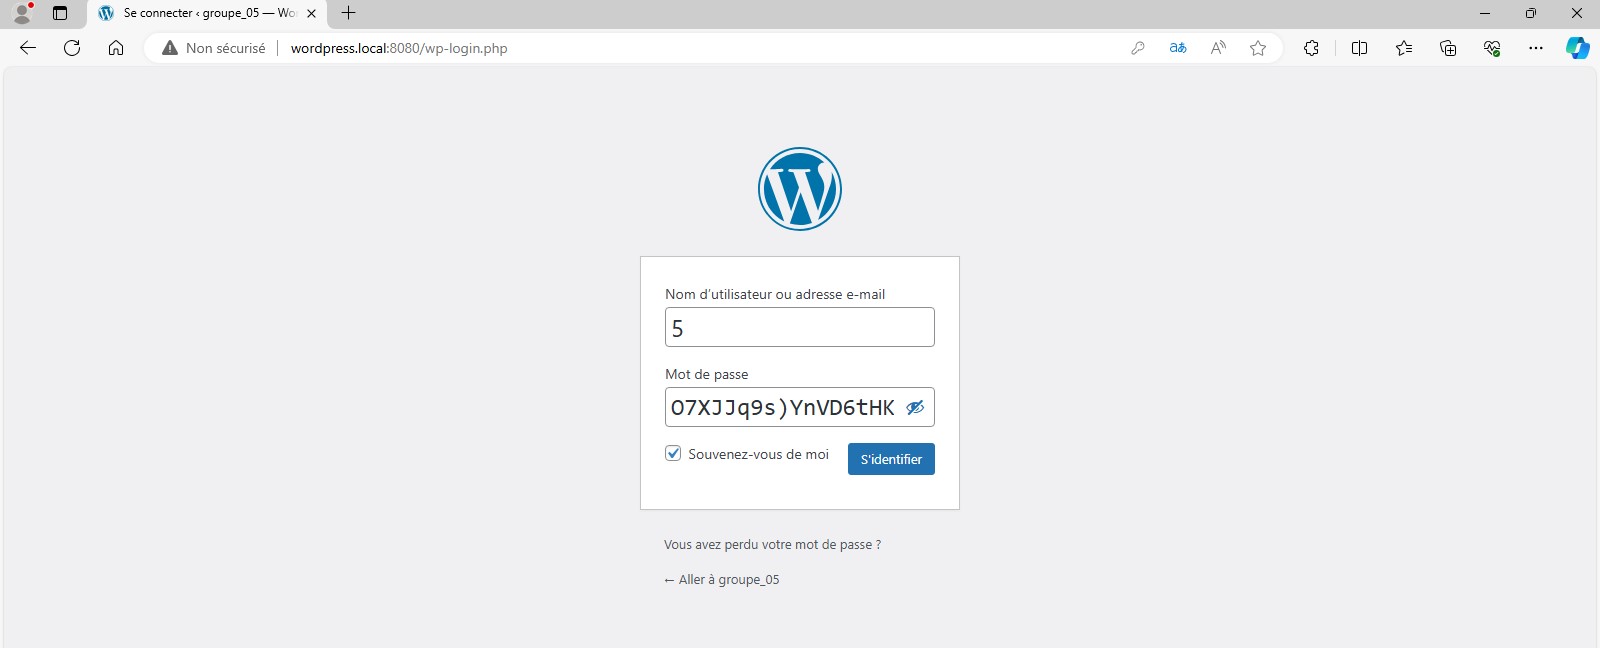 Se connecter ‹ groupe_05 — Wo
Non sécurisé
wordpress.local:8080/wp-login.php
Nom d'utilisateur ou adresse e-mail
5
Mot de passe
O7XJJq9s)YnVD6tHK
Souvenez-vous de moi
S'identifier
Vous avez perdu votre mot de passe ?
← Aller à groupe_05